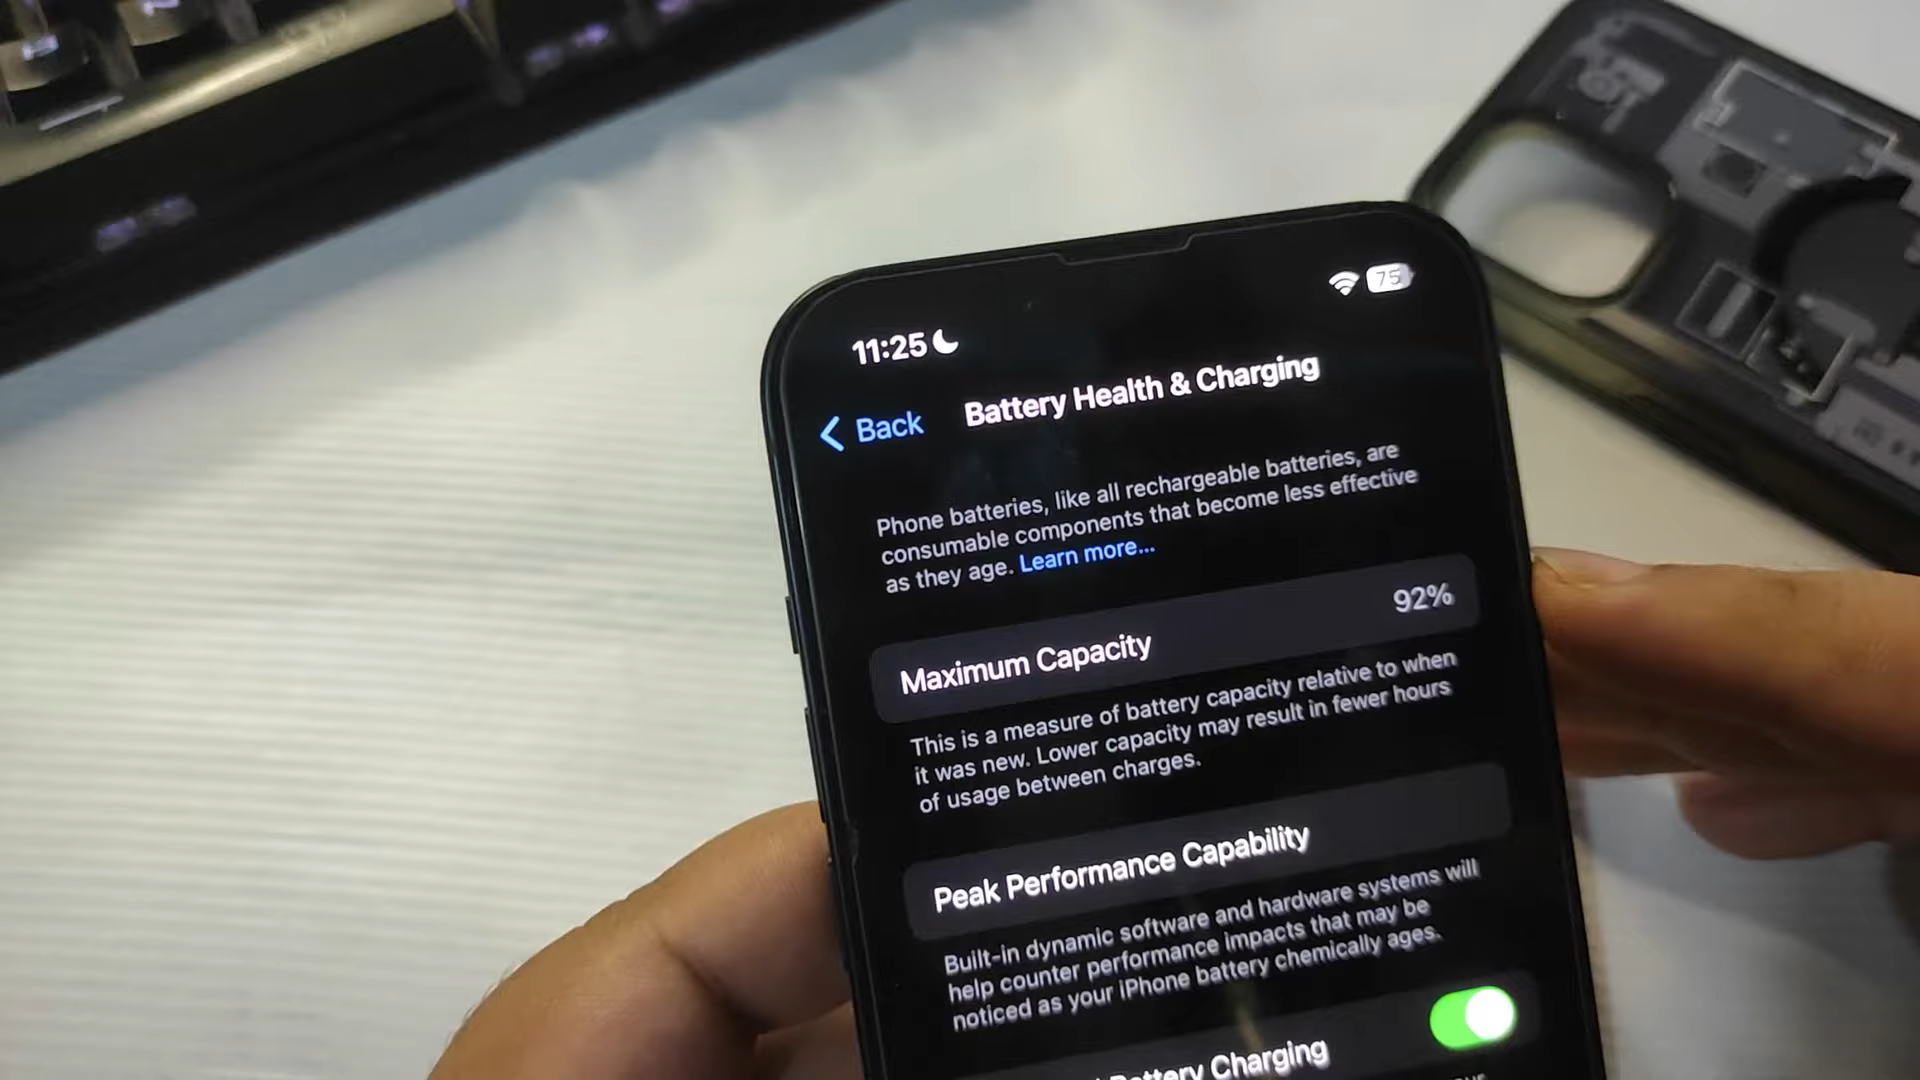 11:25
75
Back
Battery Health & Charging
Phone batteries, like all rechargeable batteries, are
consumable components that become less effective
as they age. Learn more...
Maximum Capacity 92%
This is a measure of battery capacity relative to when
it was new. Lower capacity may result in fewer hours
of usage between charges.
Peak Performance Capability
Built-in dynamic software and hardware systems will
help counter performance impacts that may be
noticed as your iPhone battery chemically ages.
Battery Charging